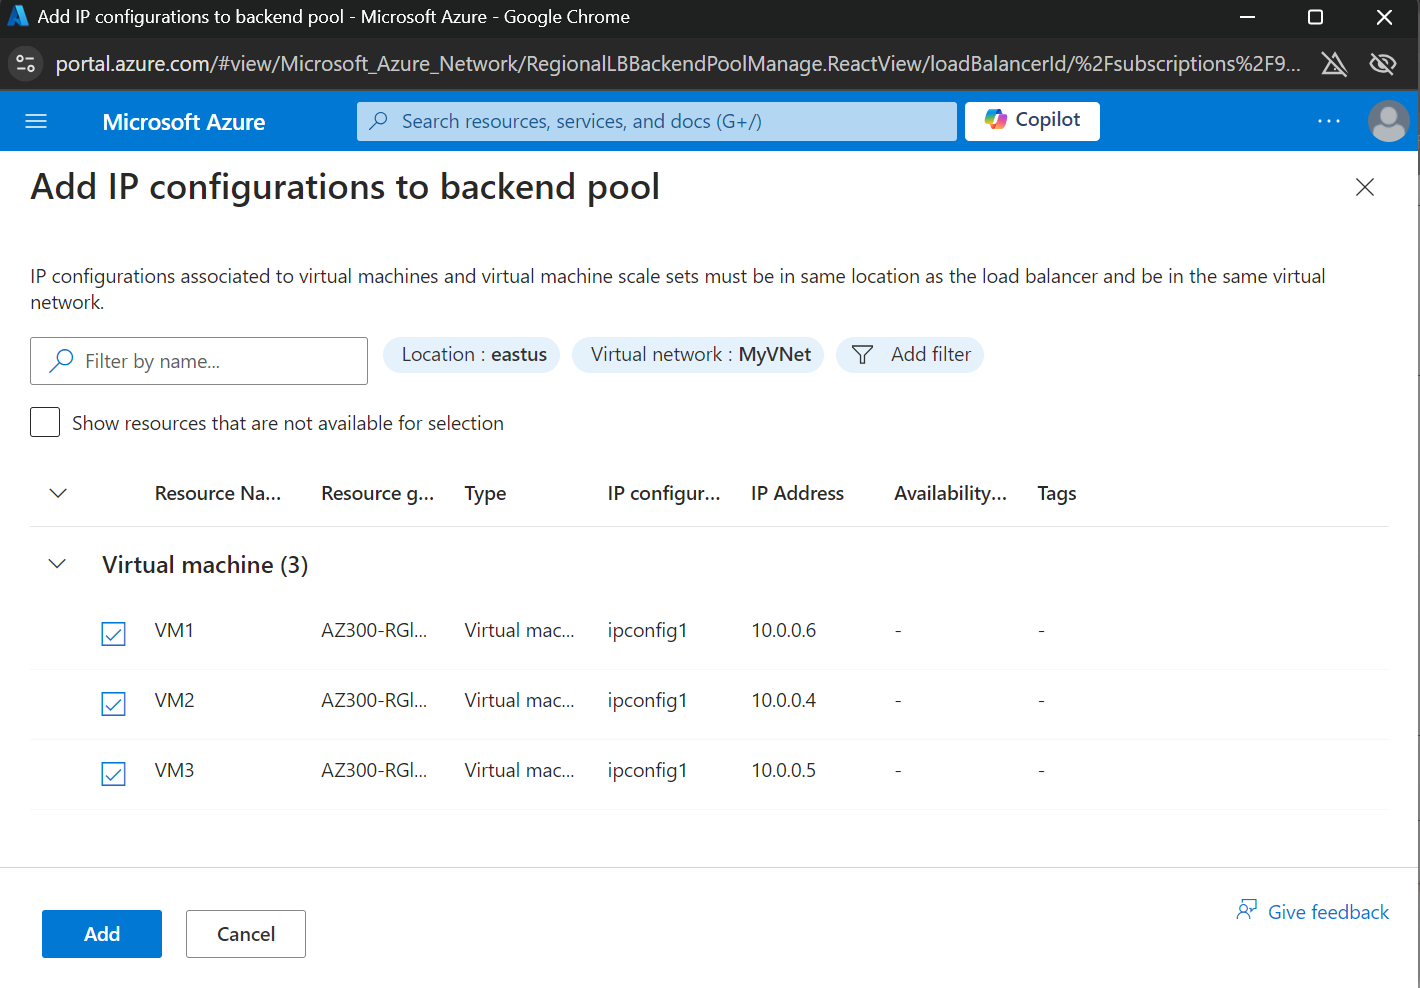 Add IP configurations to backend pool - Microsoft Azure - Google Chrome
portal.azure.com/#view/Microsoft_Azure_Network/RegionalLBBackendPoolManage.ReactView/loadBalancerId/%2Fsubscriptions%2F9...
Microsoft Azure
Search resources, services, and docs (G+/)
Copilot
Add IP configurations to backend pool
IP configurations associated to virtual machines and virtual machine scale sets must be in same location as the load balancer and be in the same virtual
network.
Filter by name...
Location : eastus
Virtual network : MyVNet
Add filter
Show resources that are not available for selection
Resource Na... Resource g... Type IP configur... IP Address Availability... Tags
Virtual machine (3)
VM1 AZ300-RGl... Virtual mac... ipconfig1 10.0.0.6 - -
VM2 AZ300-RGl... Virtual mac... ipconfig1 10.0.0.4 - -
VM3 AZ300-RGl... Virtual mac... ipconfig1 10.0.0.5 - -
Add
Cancel
Give feedback